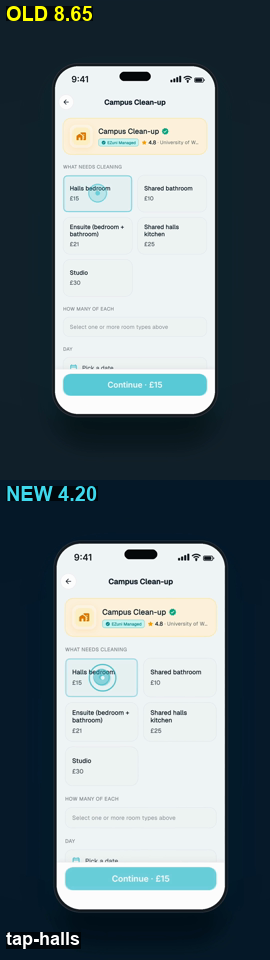 OLD 8.65
9:41
Campus Clean-up
Campus Clean-up
EZuni Managed
4.8 · University of W...
WHAT NEEDS CLEANING
Halls bedroom
£15
Shared bathroom
£10
Ensuite (bedroom +
bathroom)
£21
Shared halls
kitchen
£25
Studio
£30
HOW MANY OF EACH
Select one or more room types above
DAY
Pick a date
Continue · £15
NEW 4.20
9:41
Campus Clean-up
Campus Clean-up
EZuni Managed
4.8 · University of W...
WHAT NEEDS CLEANING
Halls bedroom
£15
Shared bathroom
£10
Ensuite (bedroom +
bathroom)
£21
Shared halls
kitchen
£25
Studio
£30
HOW MANY OF EACH
Select one or more room types above
DAY
Pick a date
Continue · £15
tap-halls